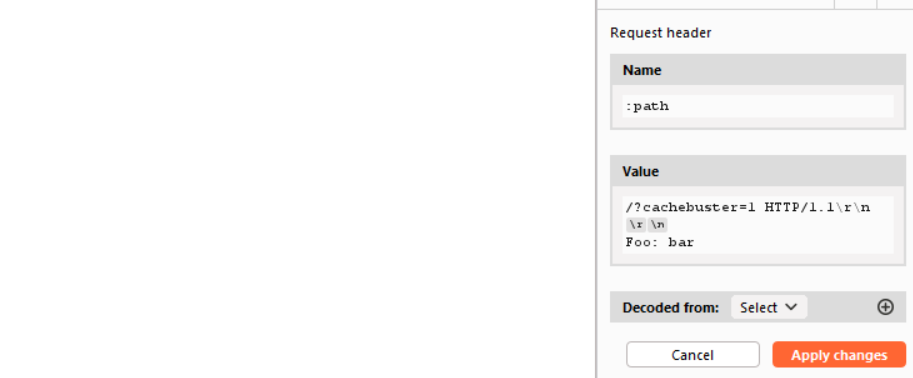 Request header
Name
:path
Value
/?cachebuster=1 HTTP/1.1\r\n
\r \n
Foo: bar
Decoded from: Select
Cancel Apply changes